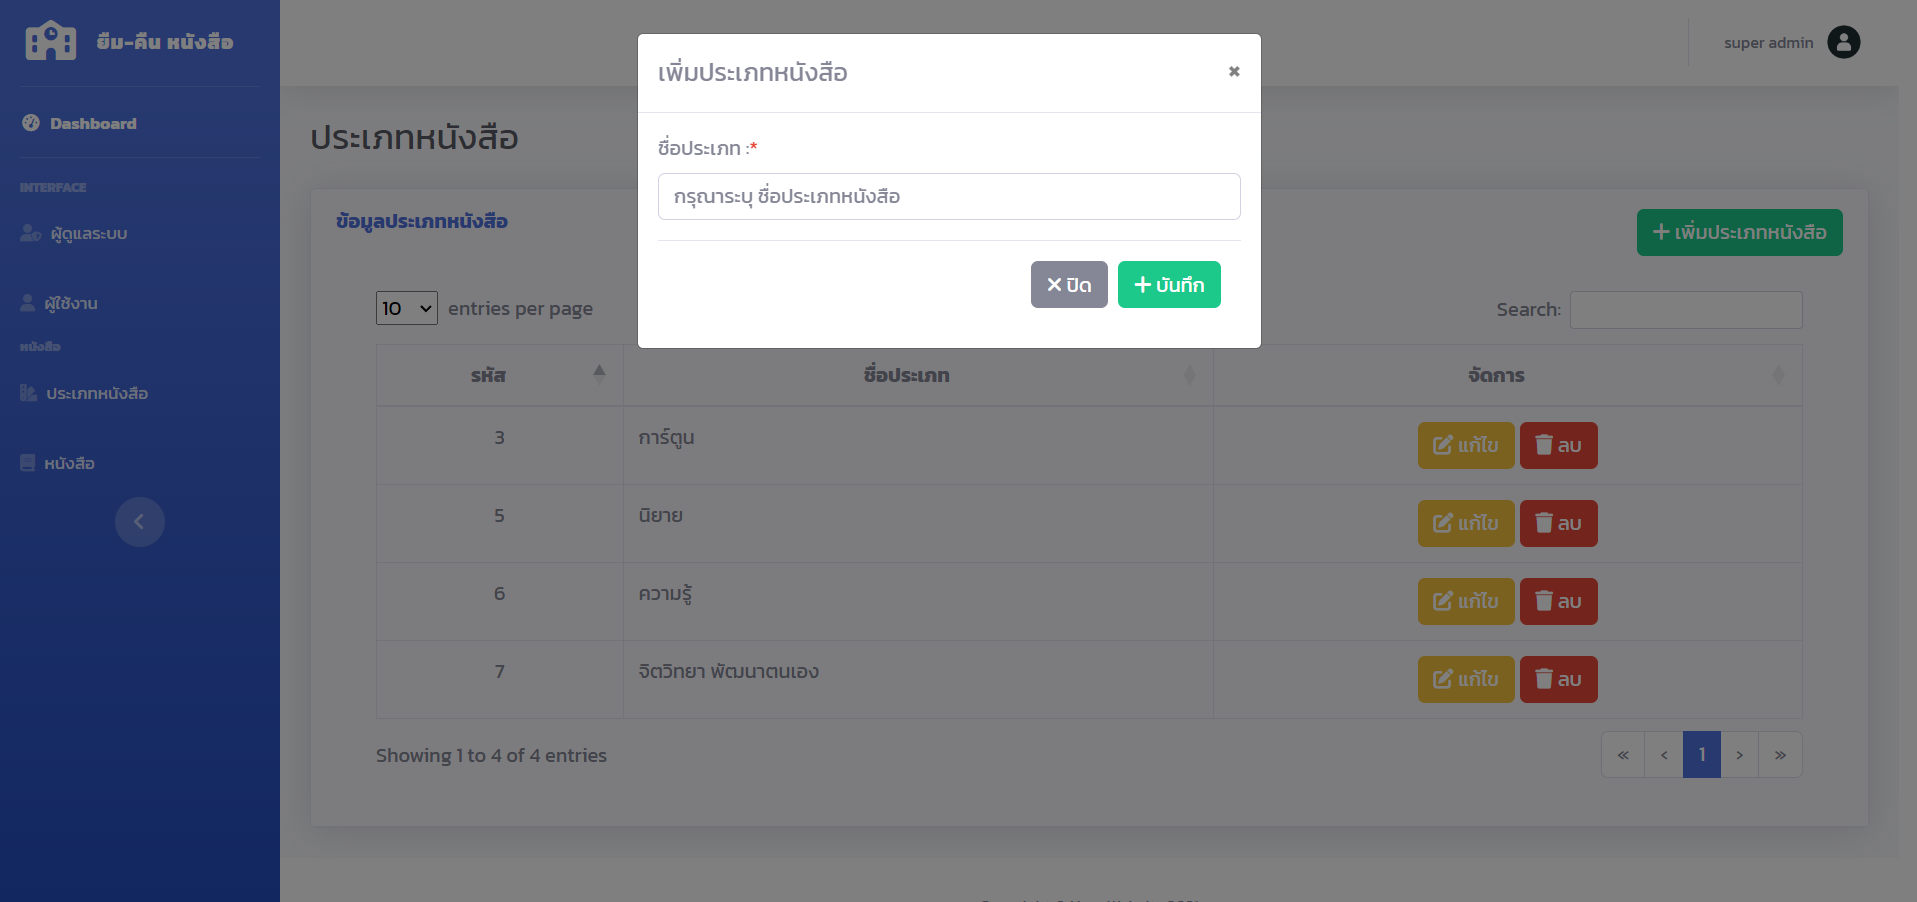 ยืม-คืน หนังสือ
Dashboard
INTERFACE
ผู้ดูแลระบบ
ผู้ใช้งาน
หนังสือ
ประเภทหนังสือ
หนังสือ
super admin
ประเภทหนังสือ
ข้อมูลประเภทหนังสือ
เพิ่มประเภทหนังสือ
เพิ่มประเภทหนังสือ
ชื่อประเภท :*
กรุณาระบุ ชื่อประเภทหนังสือ
ปิด บันทึก
10 entries per page Search:
รหัส ชื่อประเภท จัดการ
3 การ์ตูน แก้ไข ลบ
5 นิยาย แก้ไข ลบ
6 ความรู้ แก้ไข ลบ
7 จิตวิทยา พัฒนาตนเอง แก้ไข ลบ
Showing 1 to 4 of 4 entries « ‹ 1 › »